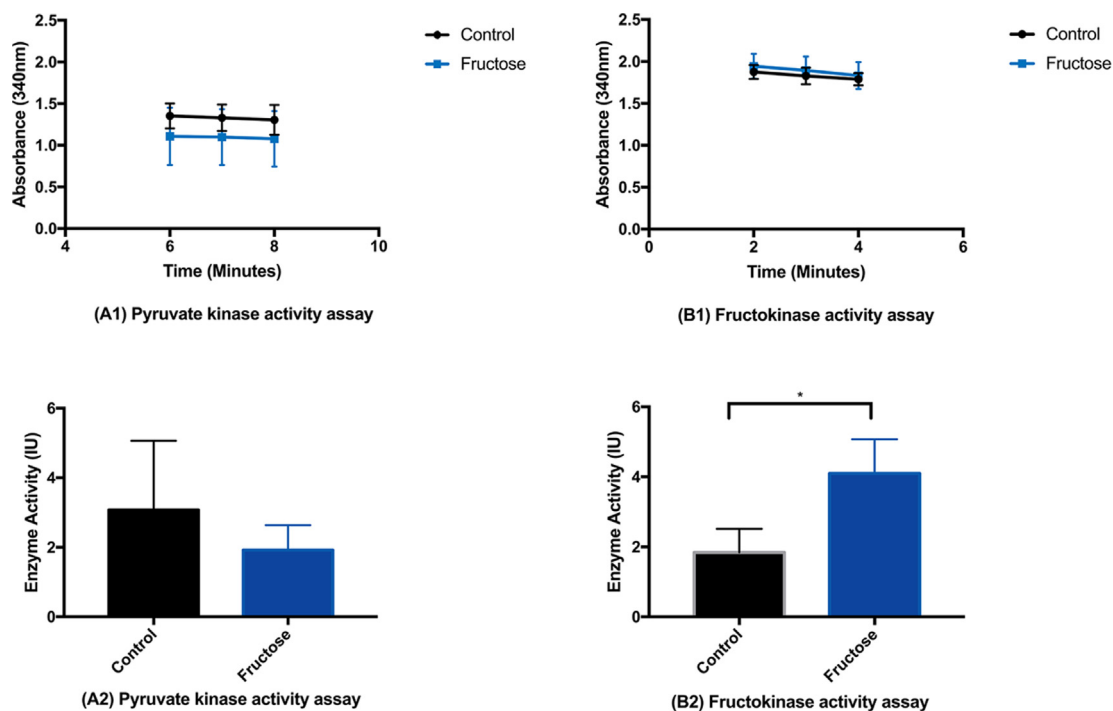 2.5
2.0
1.5
1.0
0.5
0.0
Absorbance (340nm)
4
6
8
10
Time (Minutes)
Control
Fructose
(A1) Pyruvate kinase activity assay
2.5
2.0
1.5
1.0
0.5
0.0
Absorbance (340nm)
0
2
4
6
Time (Minutes)
Control
Fructose
(B1) Fructokinase activity assay
6
4
2
0
Enzyme Activity (IU)
Control
Fructose
(A2) Pyruvate kinase activity assay
6
4
2
0
Enzyme Activity (IU)
*
Control
Fructose
(B2) Fructokinase activity assay